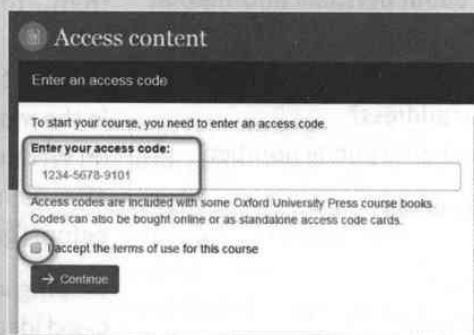 Access content
Enter an access code
To start your course, you need to enter an access code.
Enter your access code:
1234-5678-9101
Access codes are included with some Oxford University Press course books.
Codes can also be bought online or as standalone access code cards.
I accept the terms of use for this course
→ Continue